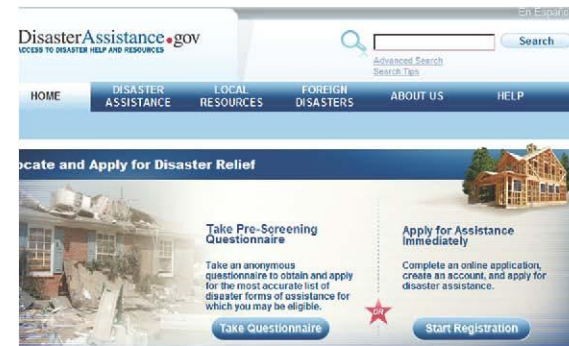 En Español
DisasterAssistance.gov
ACCESS TO DISASTER HELP AND RESOURCES
Search
Advanced Search
Search Tips
HOME
DISASTER ASSISTANCE
LOCAL RESOURCES
FOREIGN DISASTERS
ABOUT US
HELP
ocate and Apply for Disaster Relief
Take Pre-Screening
Questionnaire
Take an anonymous
questionnaire to obtain and apply
for the most accurate list of
disaster forms of assistance for
which you may be eligible.
Take Questionnaire
OR
Apply for Assistance
Immediately
Complete an online application,
create an account, and apply for
disaster assistance.
Start Registration